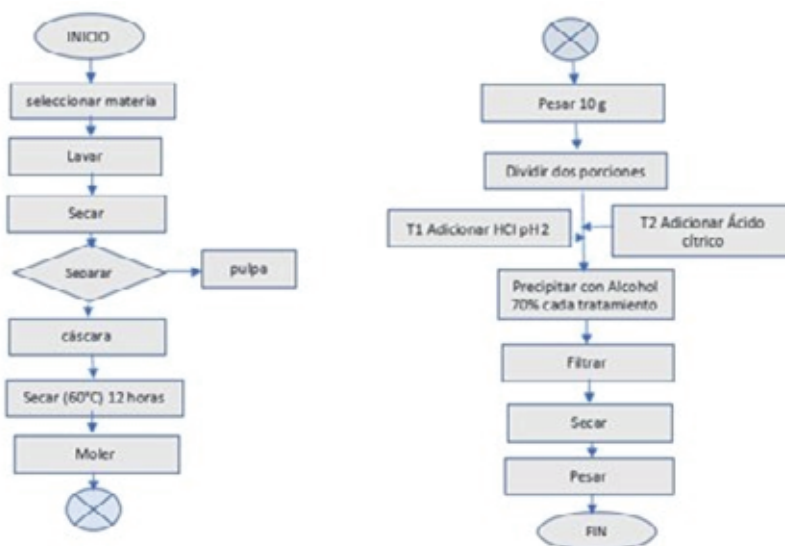 INICIO
seleccionar materia
Lavar
Secar
Separar
pulpa
cáscara
Secar (60°C) 12 horas
Moler
Pesar 10 g
Dividir dos porciones
T1 Adicionar HCl pH 2
T2 Adicionar Ácido
cítrico
Precipitar con Alcohol
70% cada tratamiento
Filtrar
Secar
Pesar
FIN